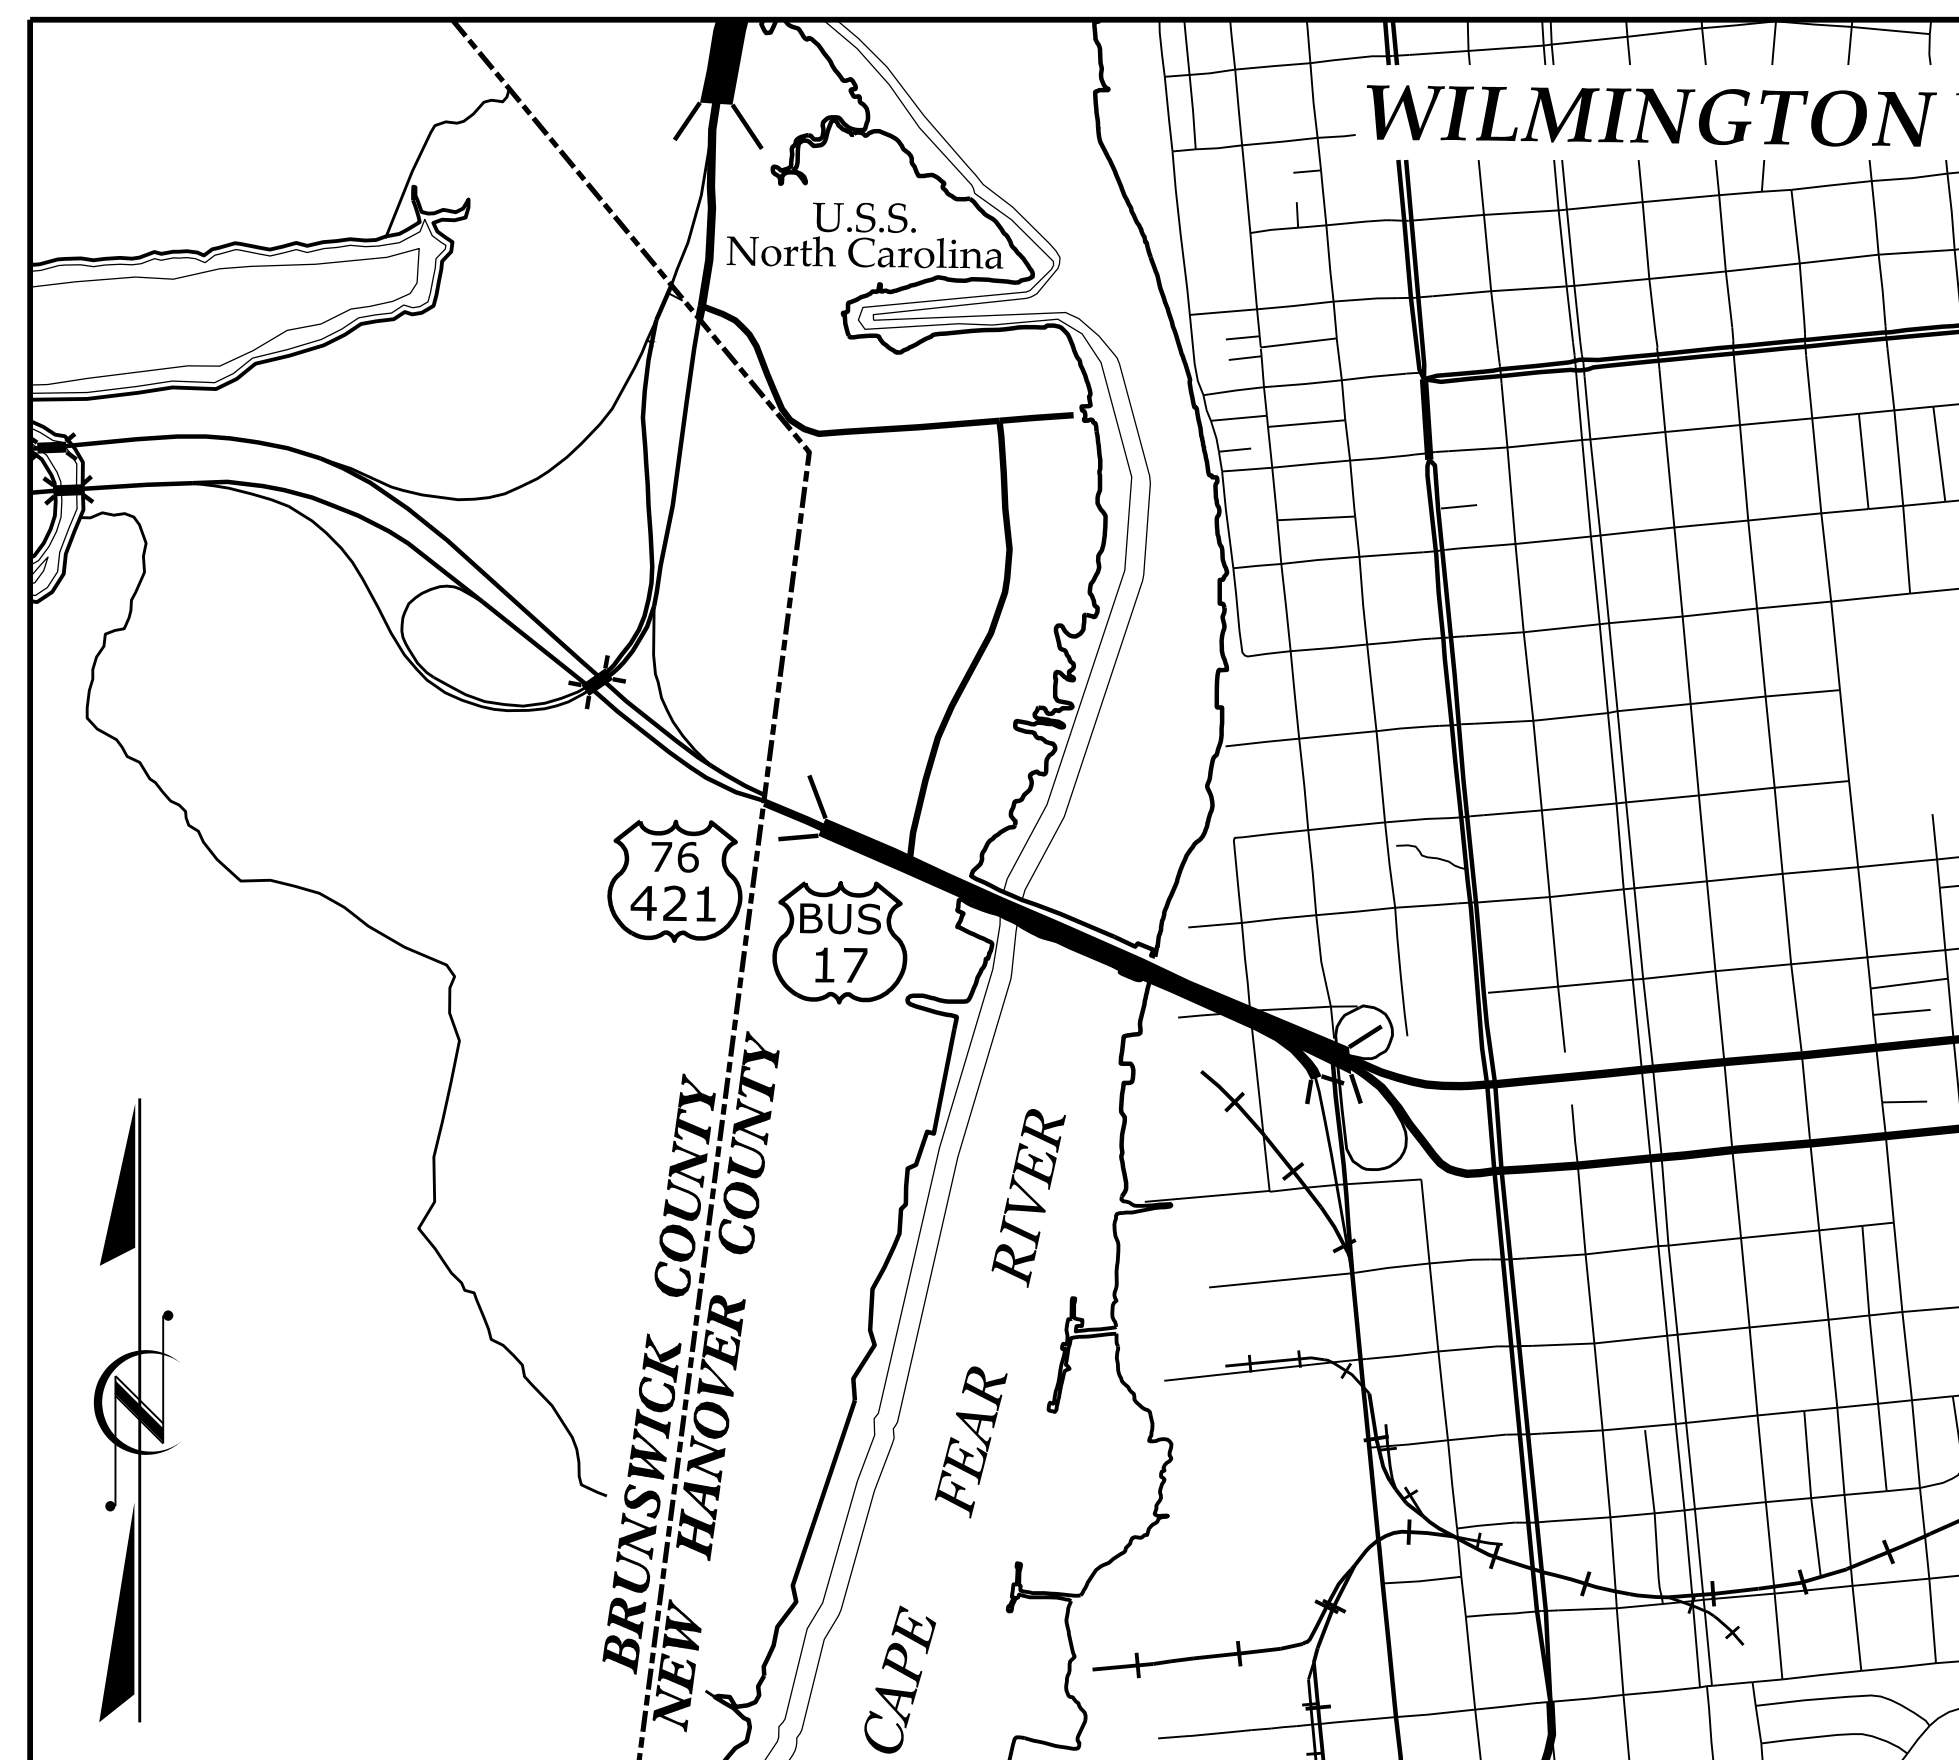 WILMINGTON
U.S.S.
North Carolina
76
421
BUS
17
BRUNSWICK COUNTY
NEW HANOVER COUNTY
CAPE FEAR RIVER
N